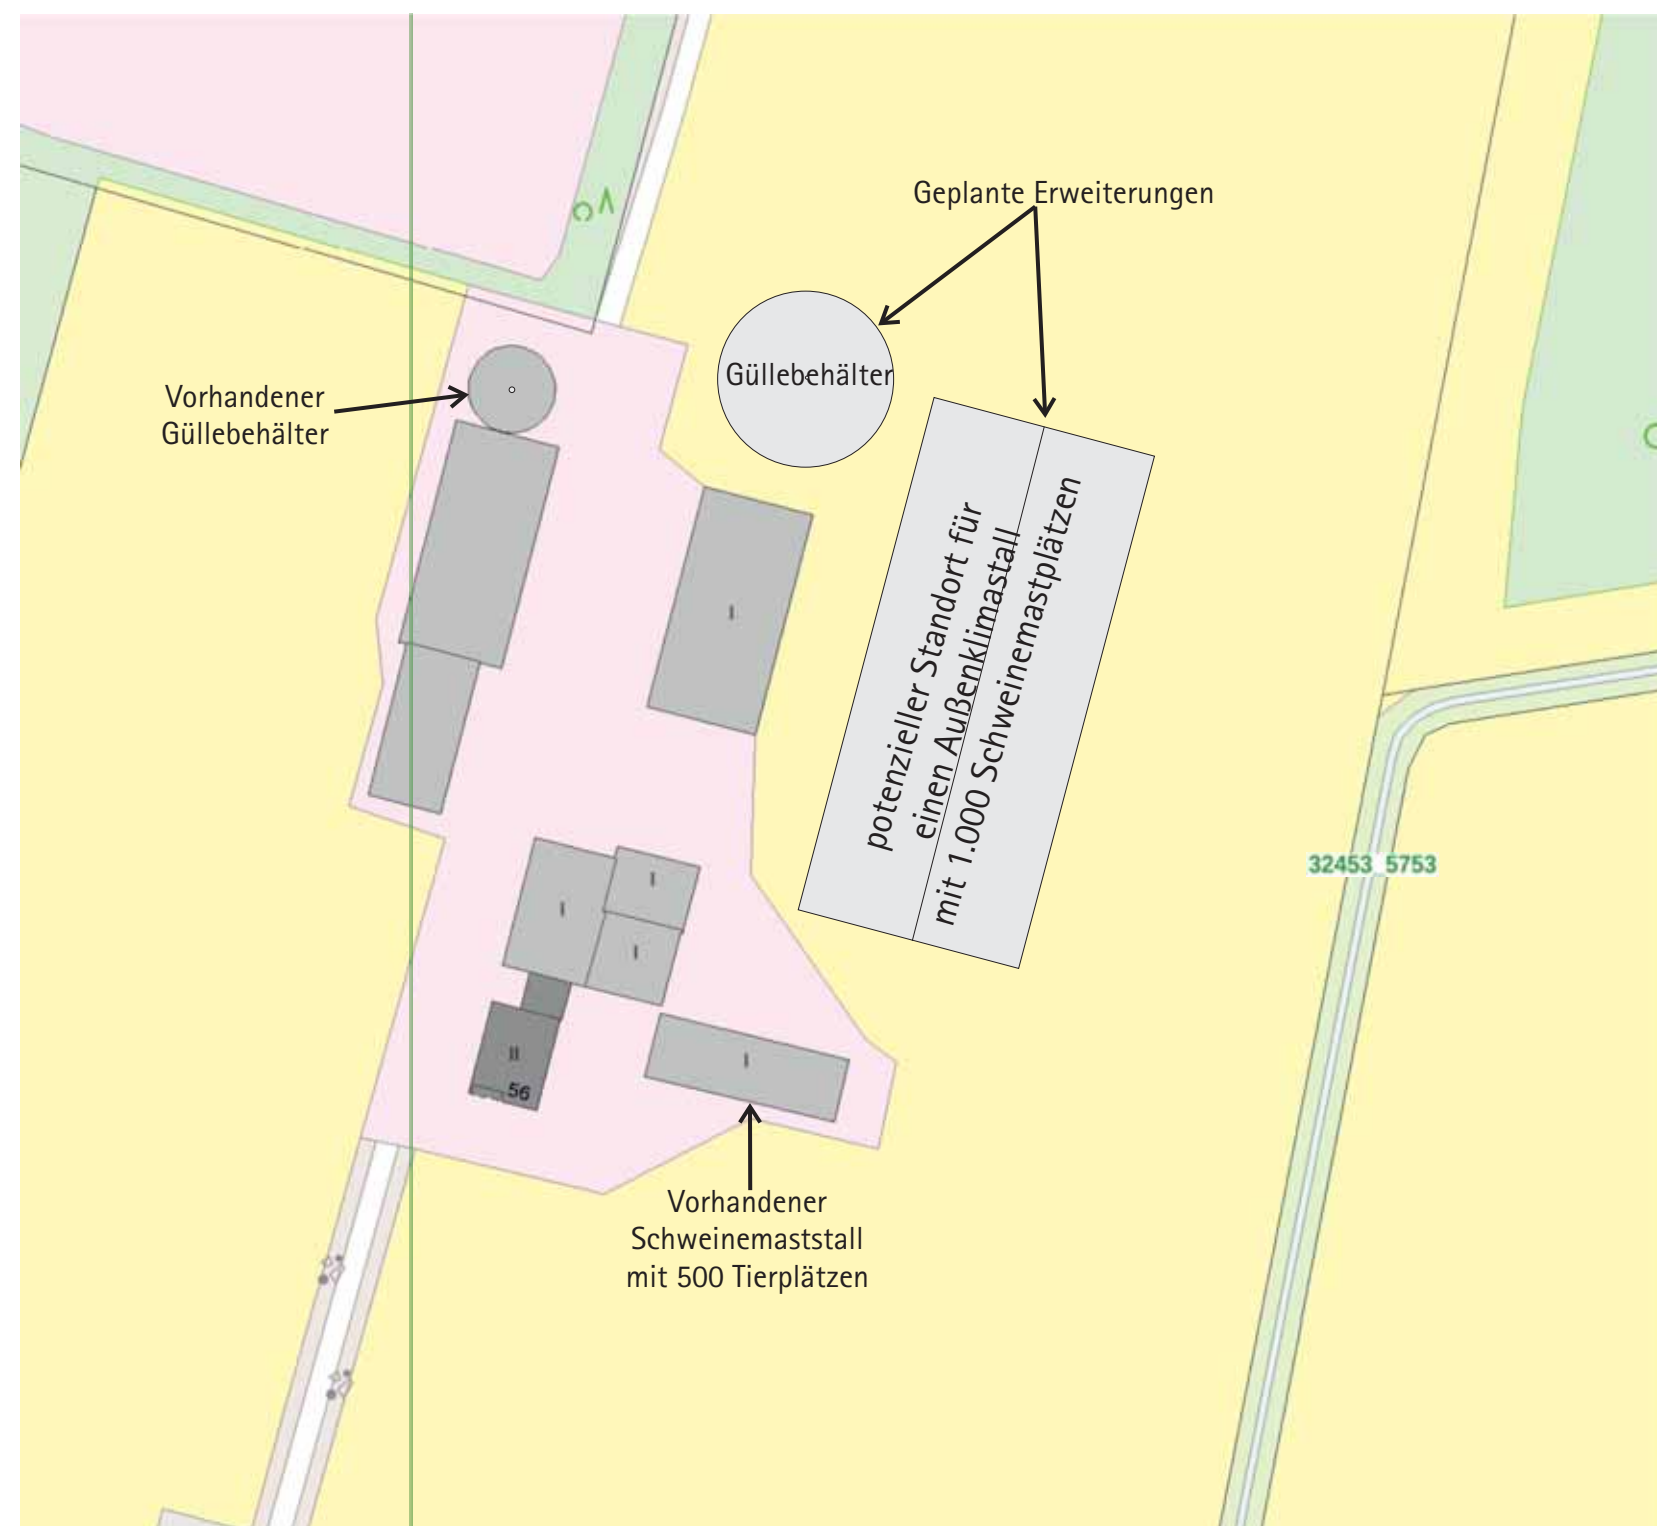 Geplante Erweiterungen
Güllebehälter
Vorhandener
Güllebehälter
potenzieller Standort für
einen Außenklimastall
mit 1.000 Schweinemastplätzen
I
I
I
I
32453_5753
II
56
I
Vorhandener
Schweinemaststall
mit 500 Tierplätzen